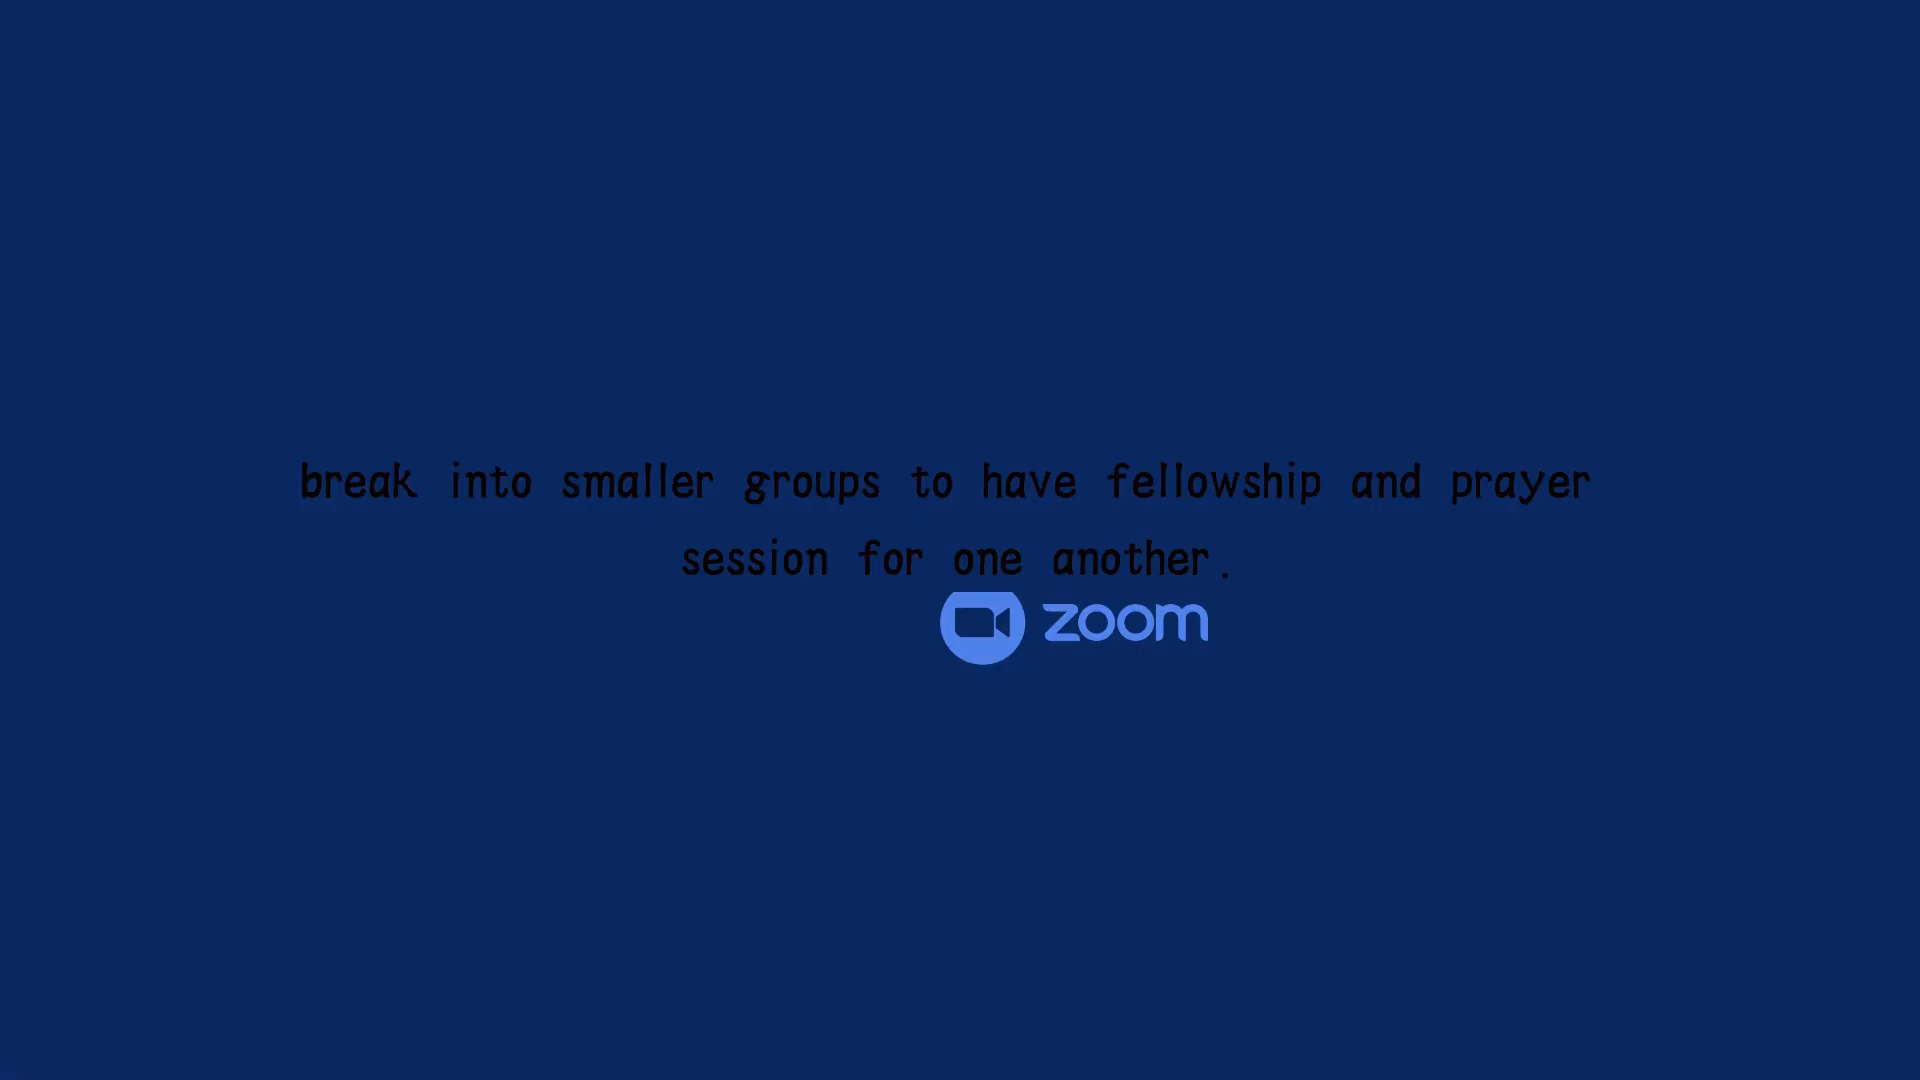 break into smaller groups to have fellowship and prayer
session for one another.
zoom